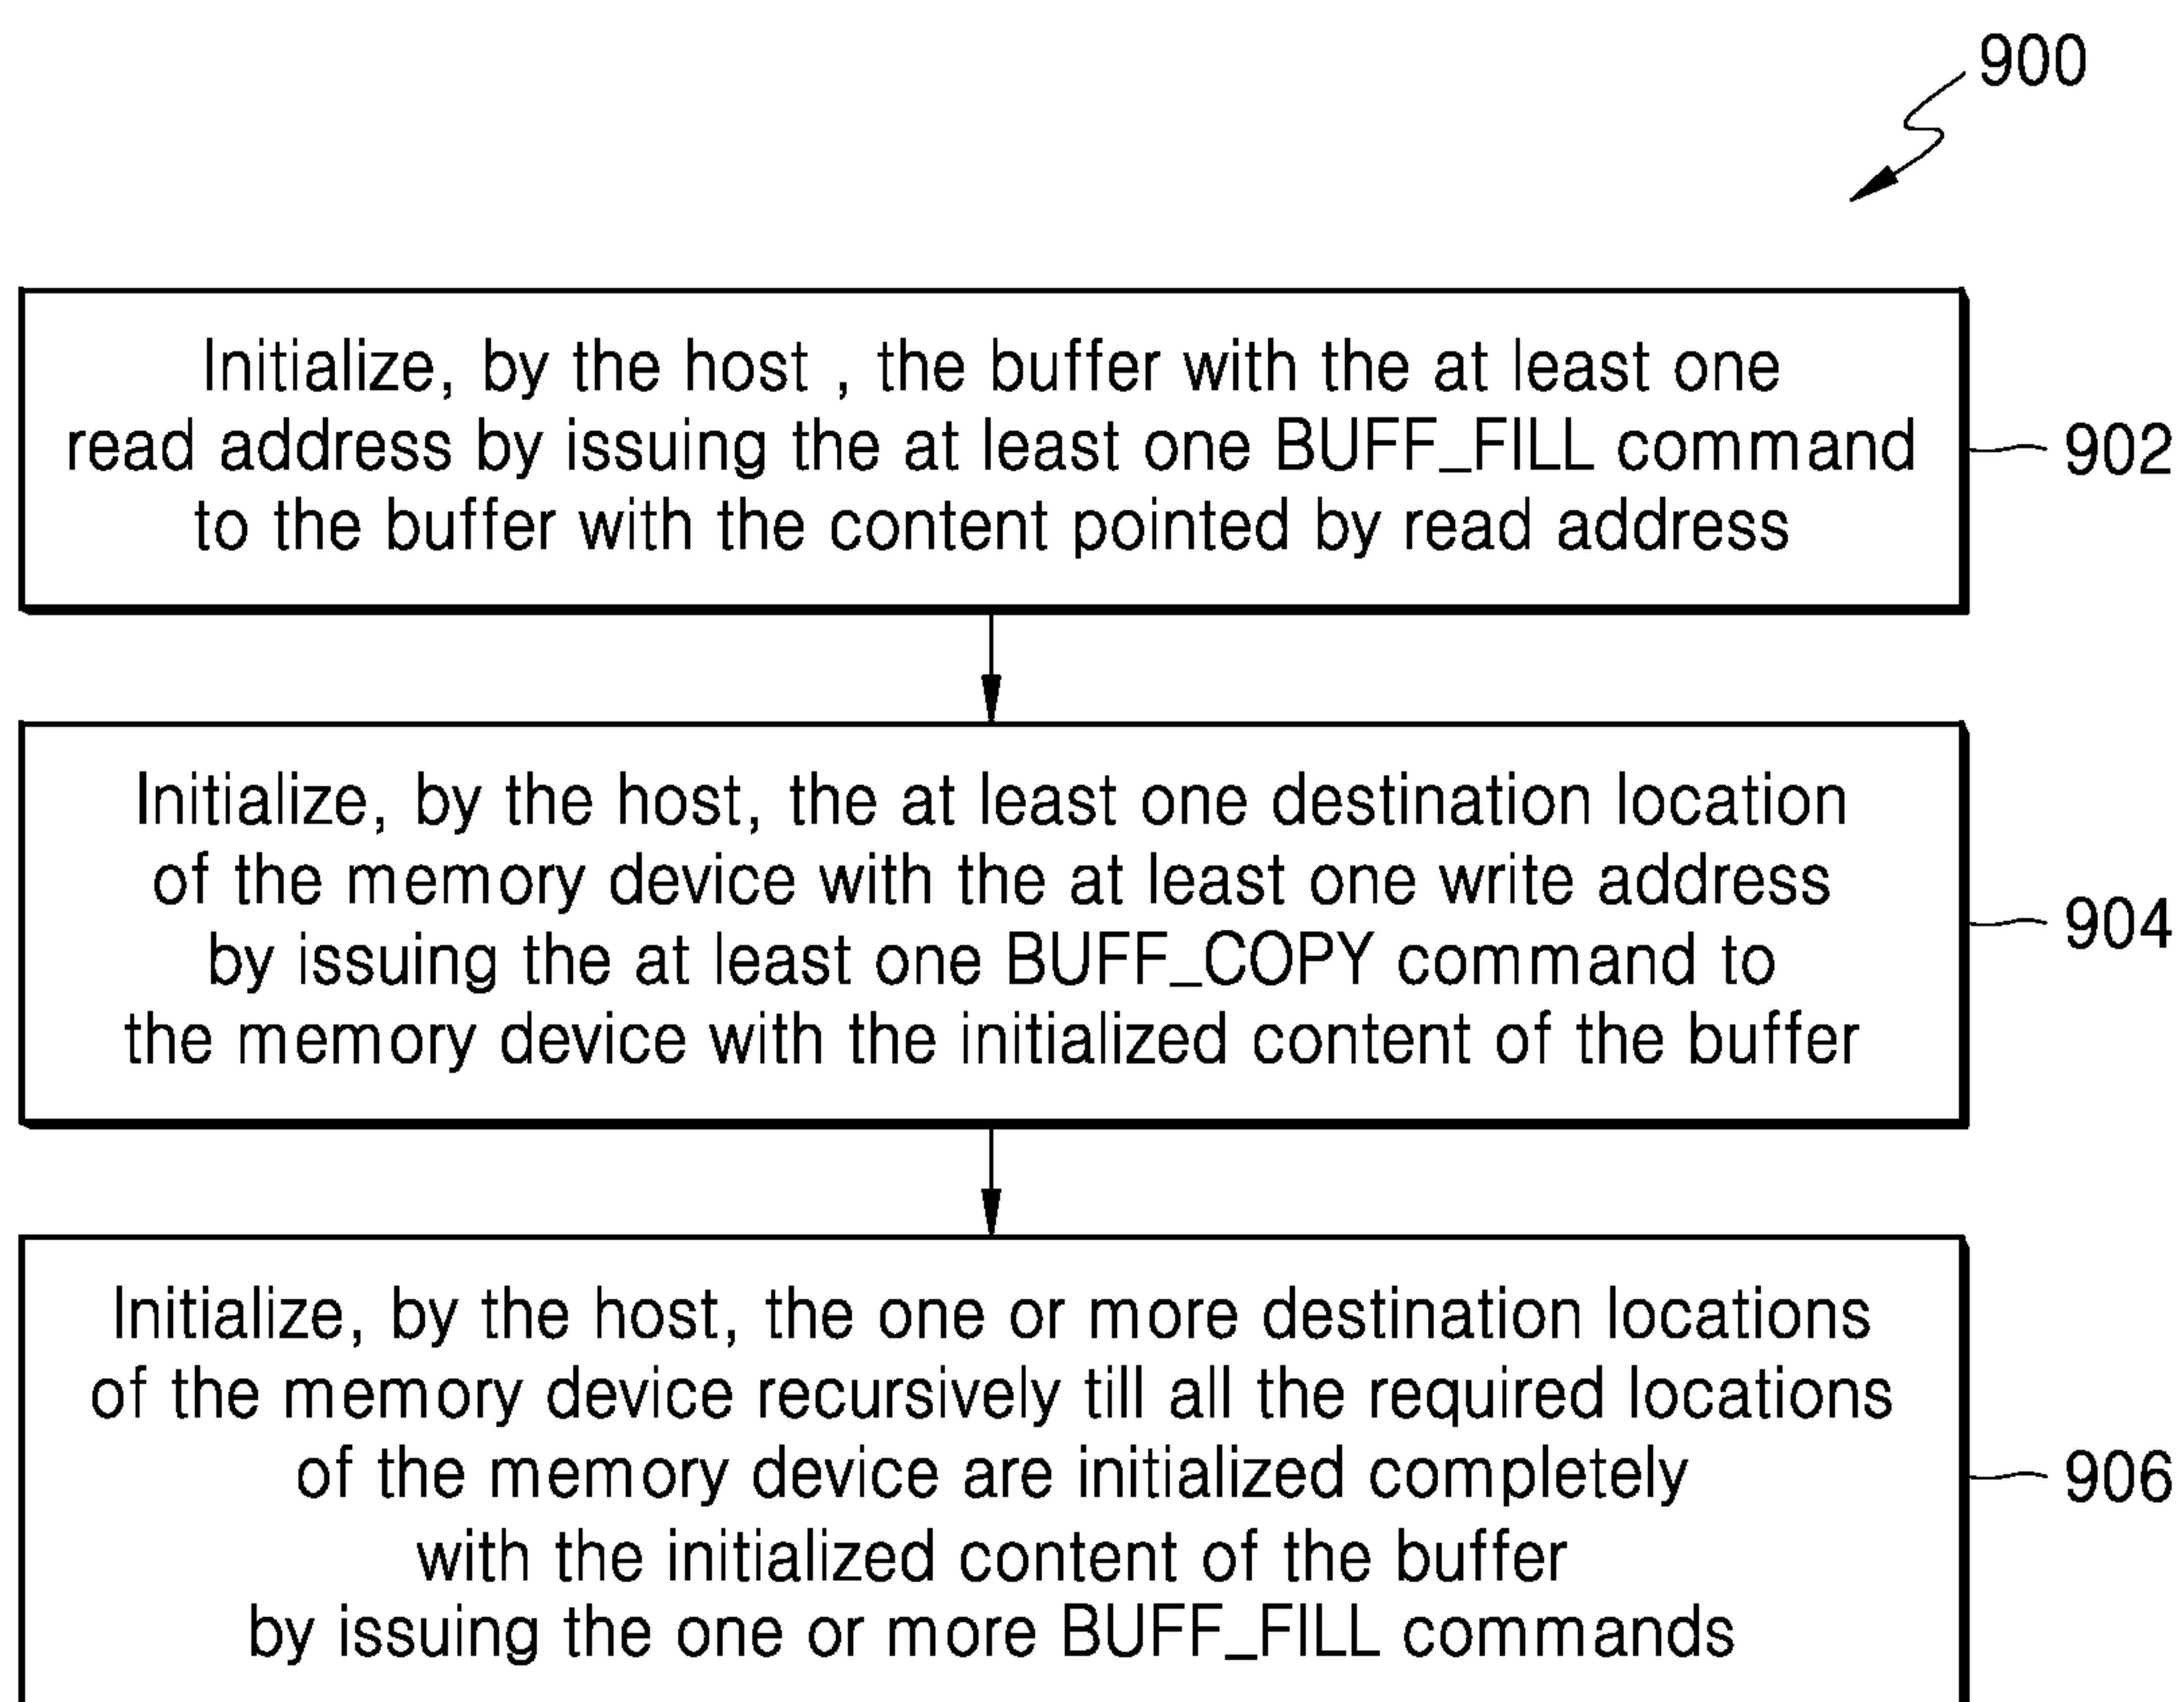 900
Initialize, by the host , the buffer with the at least one
read address by issuing the at least one BUFF_FILL command
to the buffer with the content pointed by read address
902
Initialize, by the host, the at least one destination location
of the memory device with the at least one write address
by issuing the at least one BUFF_COPY command to
the memory device with the initialized content of the buffer
904
Initialize, by the host, the one or more destination locations
of the memory device recursively till all the required locations
of the memory device are initialized completely
with the initialized content of the buffer
by issuing the one or more BUFF_FILL commands
906